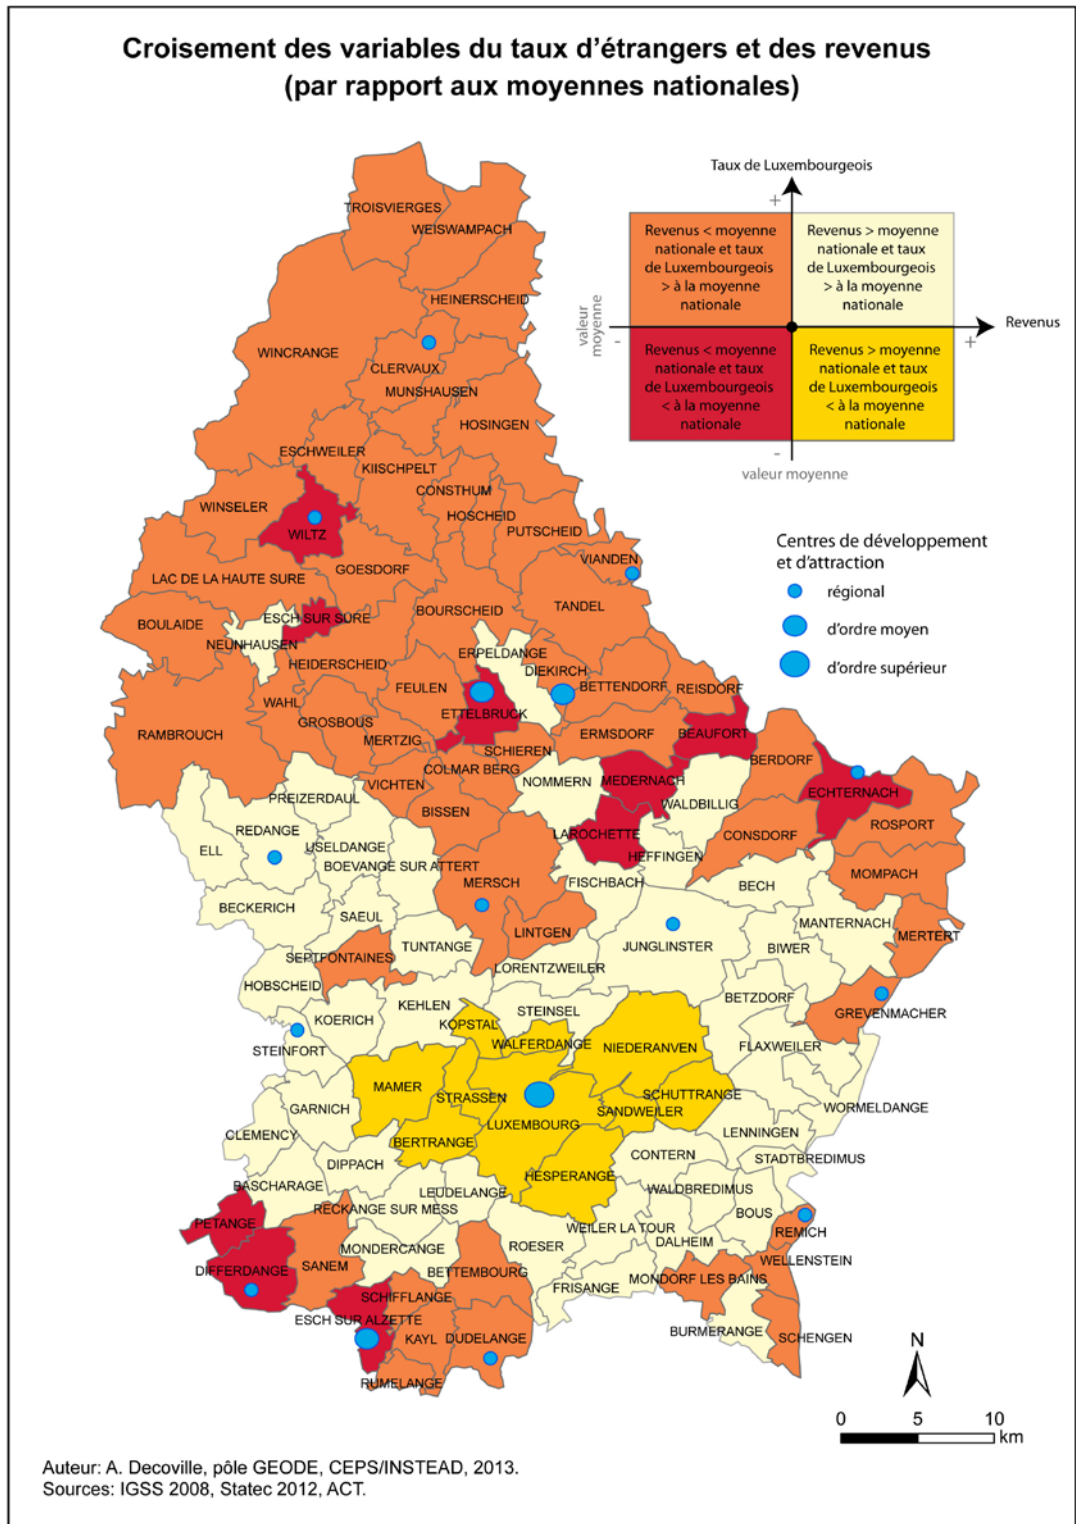 Croisement des variables du taux d'étrangers et des revenus
(par rapport aux moyennes nationales)
Taux de Luxembourgeois
+
Revenus < moyenne
nationale et taux
de Luxembourgeois
> à la moyenne
nationale
Revenus > moyenne
nationale et taux
de Luxembourgeois
> à la moyenne
nationale
valeur
moyenne
-
Revenus
+
Revenus < moyenne
nationale et taux
de Luxembourgeois
< à la moyenne
nationale
Revenus > moyenne
nationale et taux
de Luxembourgeois
< à la moyenne
nationale
-
valeur moyenne
Centres de développement
et d'attraction
régional
d'ordre moyen
d'ordre supérieur
TROISVIERGES
WEISWAMPACH
HEINERSCHEID
WINCRANGE
CLERVAUX
MUNSHAUSEN
HOSINGEN
ESCHWEILER
KIISCHPELT
CONSTHUM
WINSELER
HOSCHEID
PUTSCHEID
WILTZ
VIANDEN
GOESDORF
LAC DE LA HAUTE SURE
TANDEL
BOURSCHEID
ESCH SUR SÛRE
BOULAIDE
NEUNHAUSEN
ERPELDANGE
HEIDERSCHEID
DIEKIRCH
FEULEN
BETTENDORF
REISDORF
WAHL
ETTELBRUCK
GROSBOUS
RAMBROUCH
MERTZIG
ERMSDORF
BEAUFORT
SCHIEREN
BERDORF
COLMAR BERG
VICHTEN
NOMMERN
MEDERNACH
ECHTERNACH
PREIZERDAUL
WALDBILLIG
BISSEN
ROSPORT
REDANGE
LAROCHETTE
CONSDORF
USELDANGE
ELL
HEFFINGEN
BOEVANGE SUR ATTERT
MOMPACH
MERSCH
FISCHBACH
BECH
BECKERICH
SAEUL
MANTERNACH
LINTGEN
MERTERT
TUNTANGE
JUNGLINSTER
BIWER
SEPTFONTAINES
LORENTZWEILER
HOBSCHEID
BETZDORF
KEHLEN
STEINSEL
GREVENMACHER
KOERICH
KOPSTAL
WALFERDANGE
NIEDERANVEN
FLAXWEILER
STEINFORT
MAMER
STRASSEN
SCHUTTRANGE
GARNICH
SANDWEILER
WORMELDANGE
LUXEMBOURG
CLEMENCY
LENNINGEN
BERTRANGE
CONTERN
STADTBREDIMUS
DIPPACH
HESPERANGE
BASCHARAGE
LEUDELANGE
WALDBREDIMUS
RECKANGE SUR MESS
BOUS
PETANGE
WEILER LA TOUR
REMICH
MONDERCANGE
ROESER
DALHEIM
WELLENSTEIN
DIFFERDANGE
SANEM
BETTEMBOURG
MONDORF LES BAINS
FRISANGE
SCHIFFLANGE
ESCH SUR ALZETTE
BURMERANGE
KAYL
DUDELANGE
SCHENGEN
RUMELANGE
N
0 5 10
km
Auteur: A. Decoville, pôle GEODE, CEPS/INSTEAD, 2013.
Sources: IGSS 2008, Statec 2012, ACT.